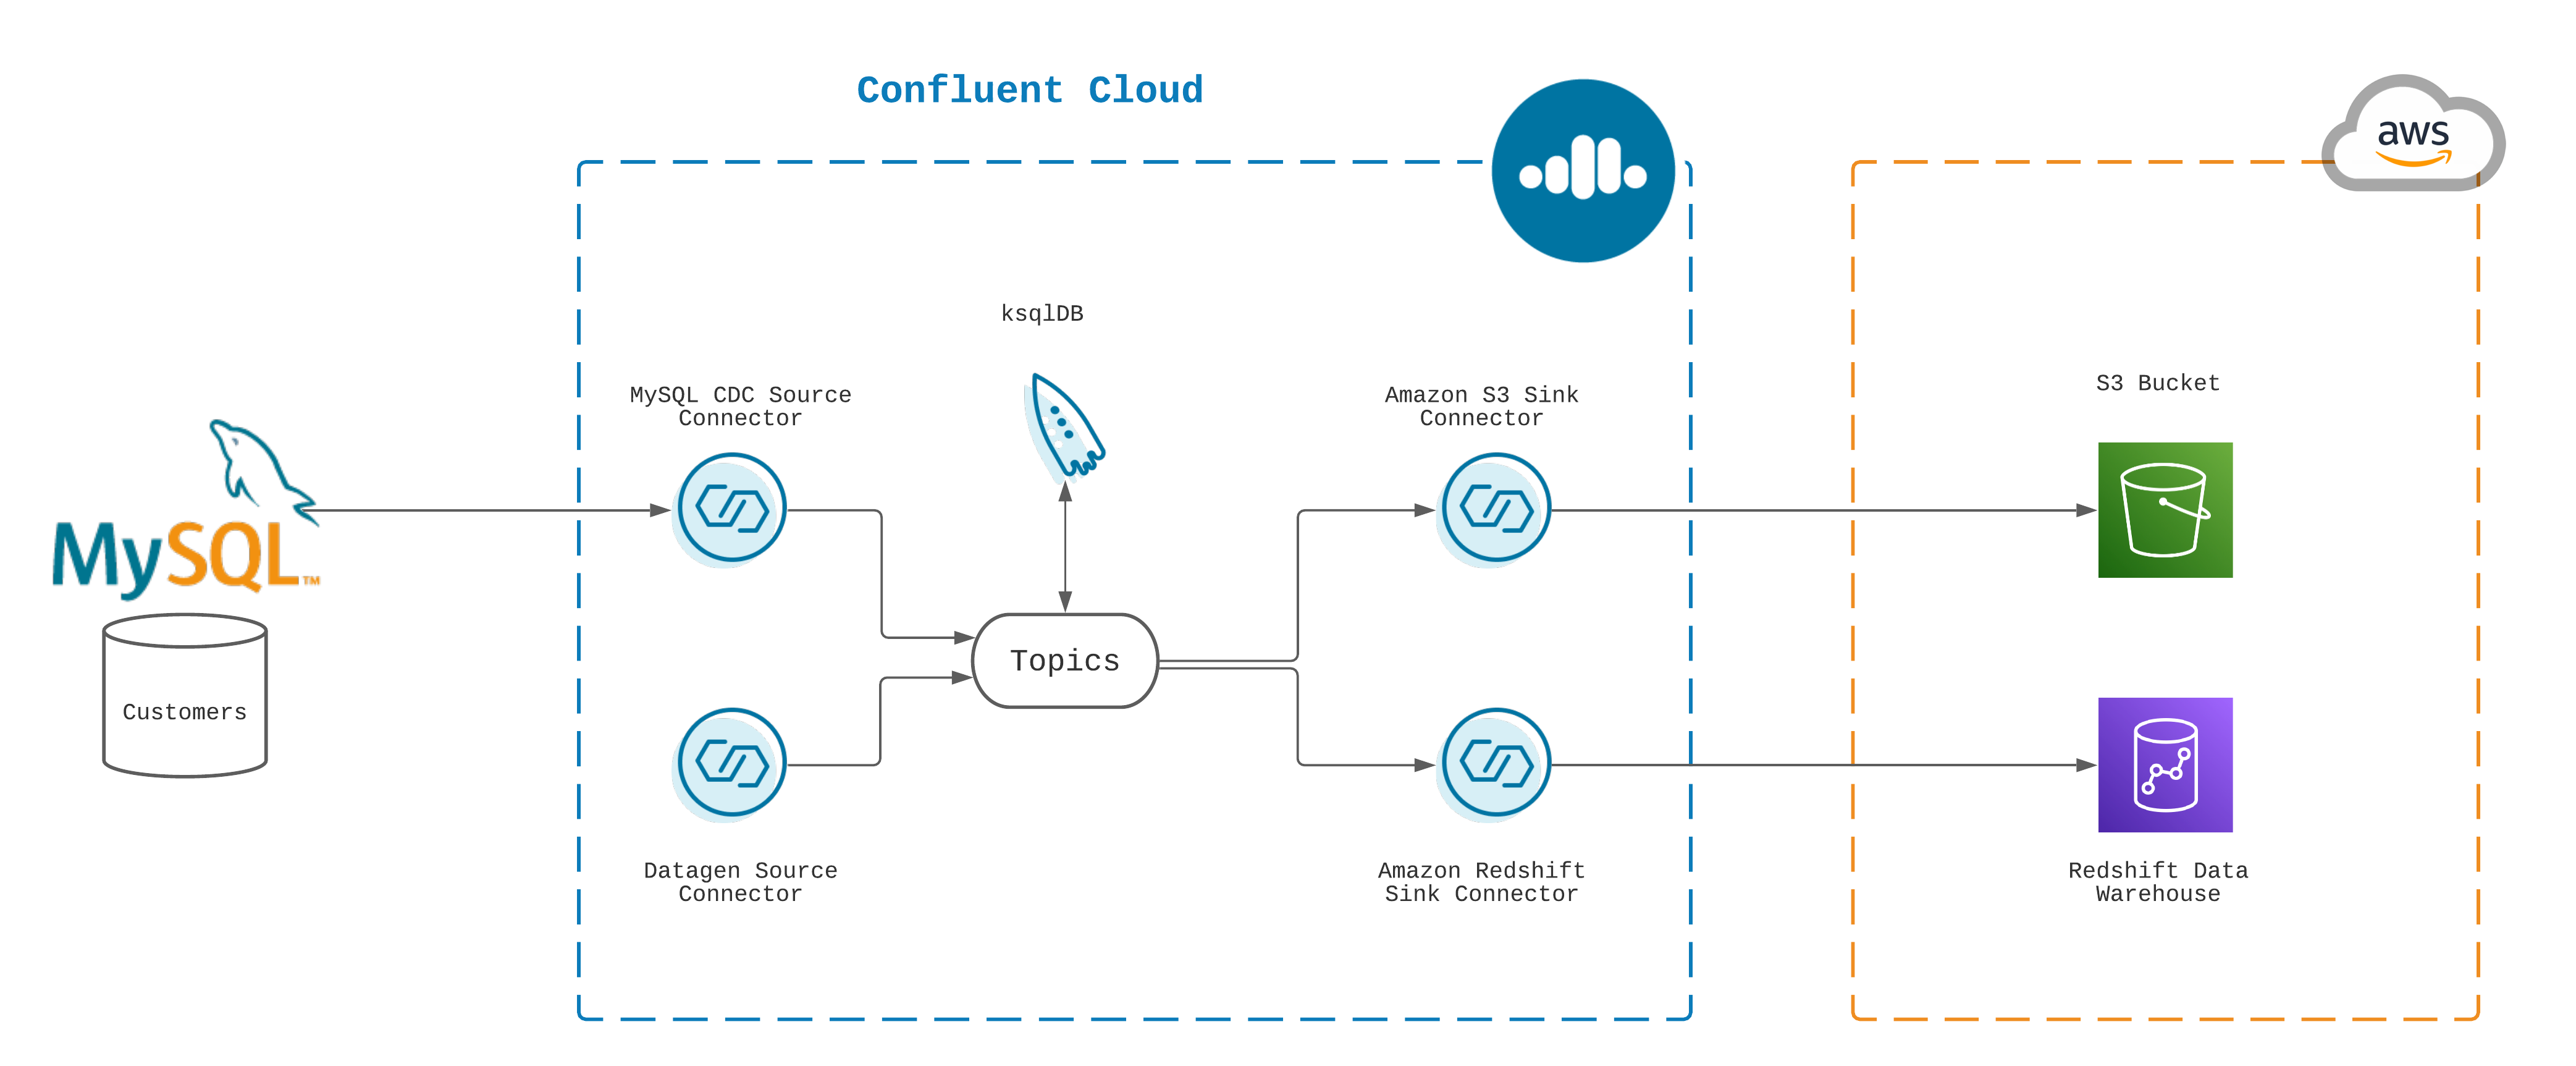 Confluent Cloud
aws
ksqlDB
MySQL CDC Source
Connector
Amazon S3 Sink
Connector
S3 Bucket
MySQL™
Topics
Customers
Datagen Source
Connector
Amazon Redshift
Sink Connector
Redshift Data
Warehouse